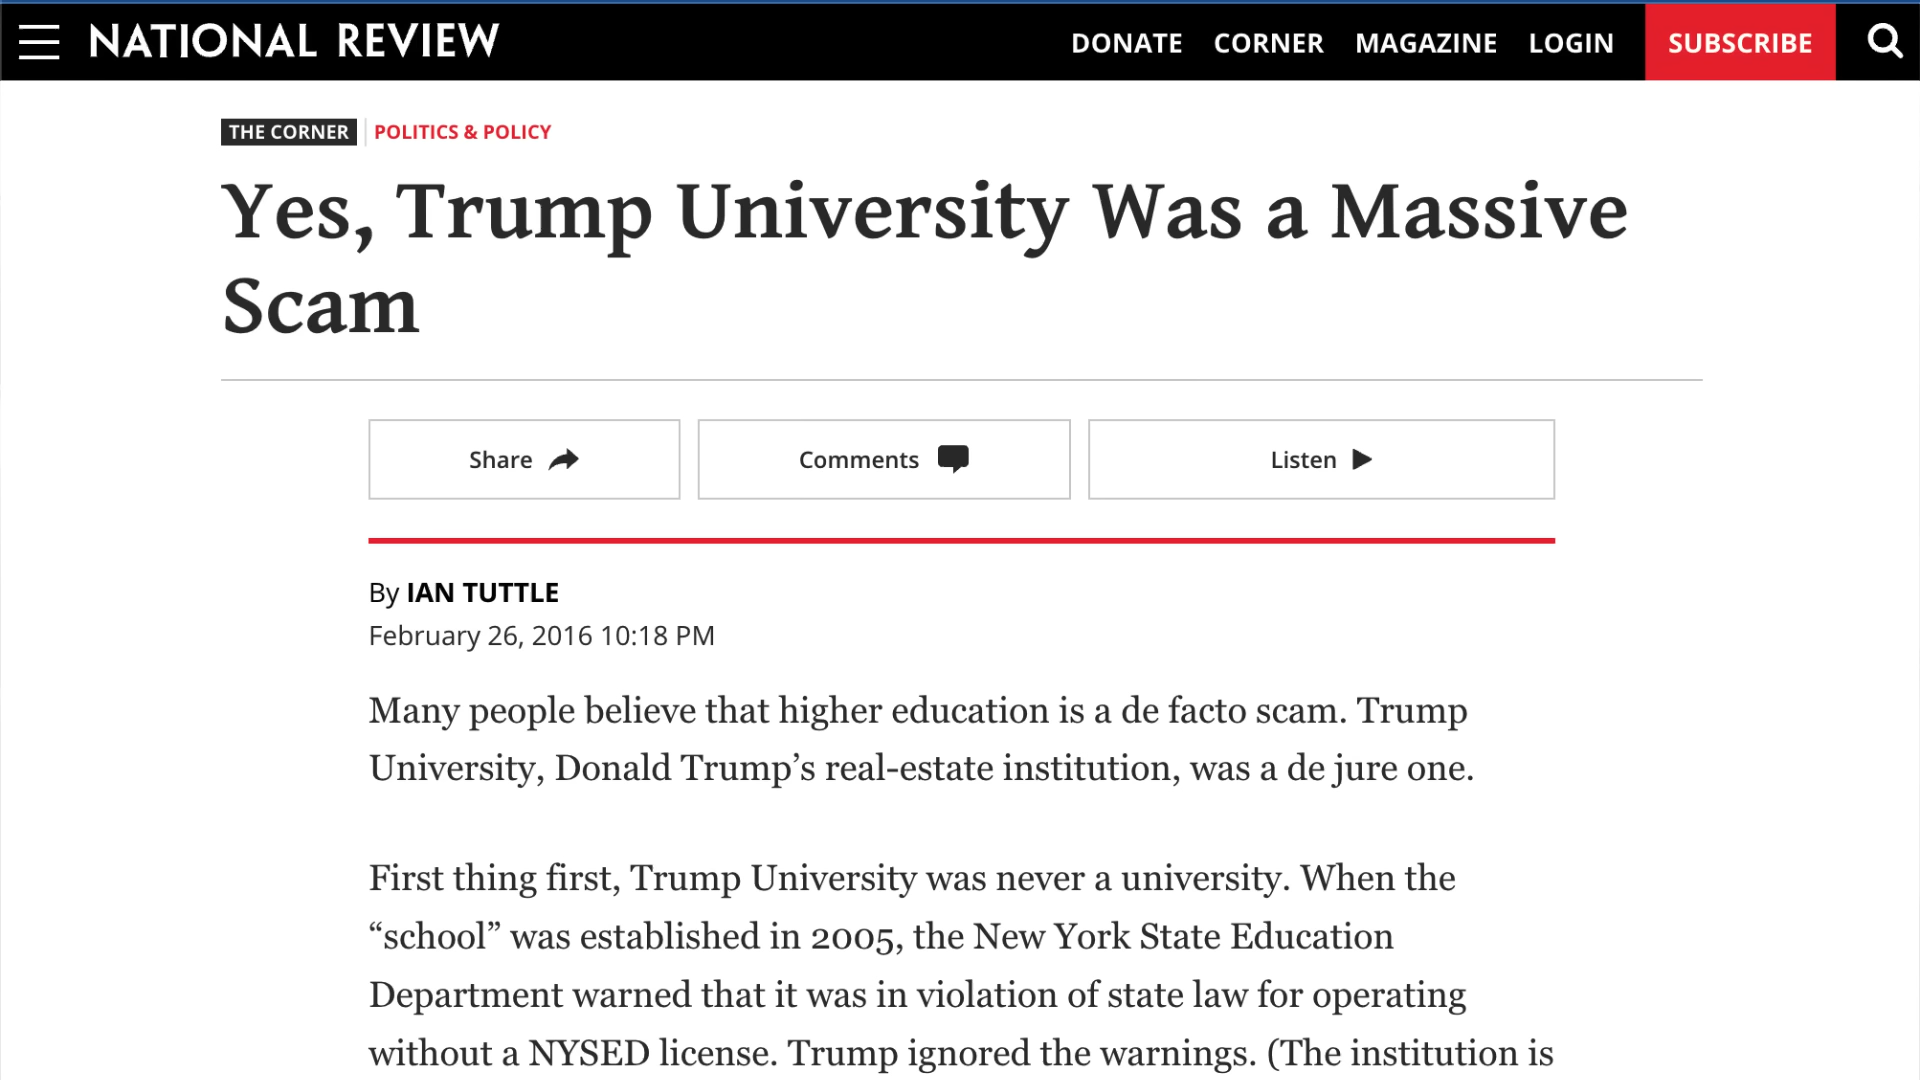 NATIONAL REVIEW
DONATE CORNER MAGAZINE LOGIN SUBSCRIBE
THE CORNER POLITICS & POLICY
Yes, Trump University Was a Massive
Scam
Share Comments Listen
By IAN TUTTLE
February 26, 2016 10:18 PM
Many people believe that higher education is a de facto scam. Trump
University, Donald Trump’s real-estate institution, was a de jure one.
First thing first, Trump University was never a university. When the
“school” was established in 2005, the New York State Education
Department warned that it was in violation of state law for operating
without a NYSED license. Trump ignored the warnings. (The institution is